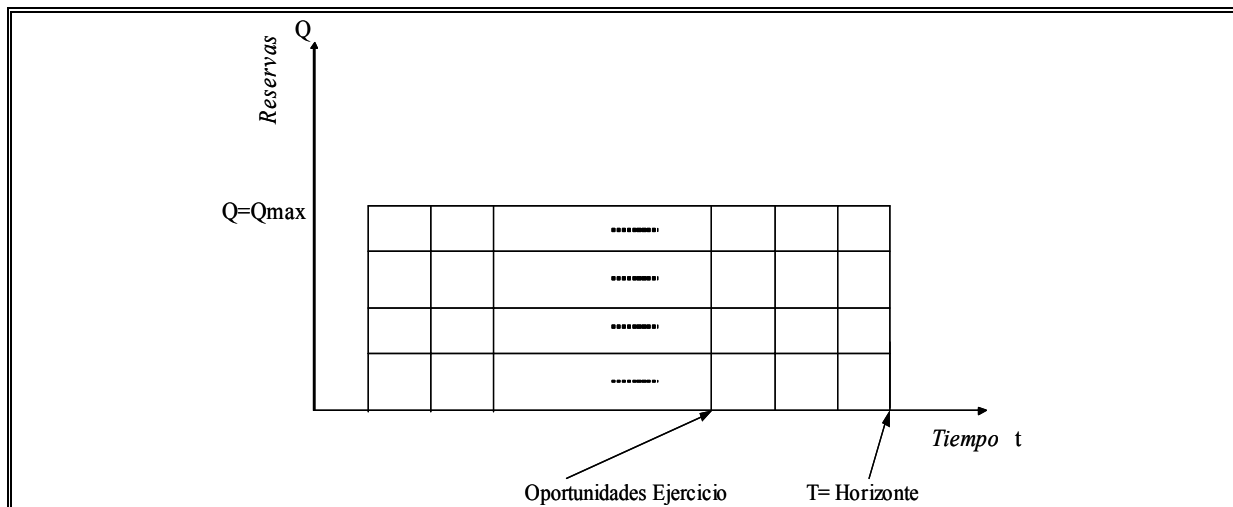 Q
Reservas
Q=Qmax
Tiempo t
Oportunidades Ejercicio
T= Horizonte